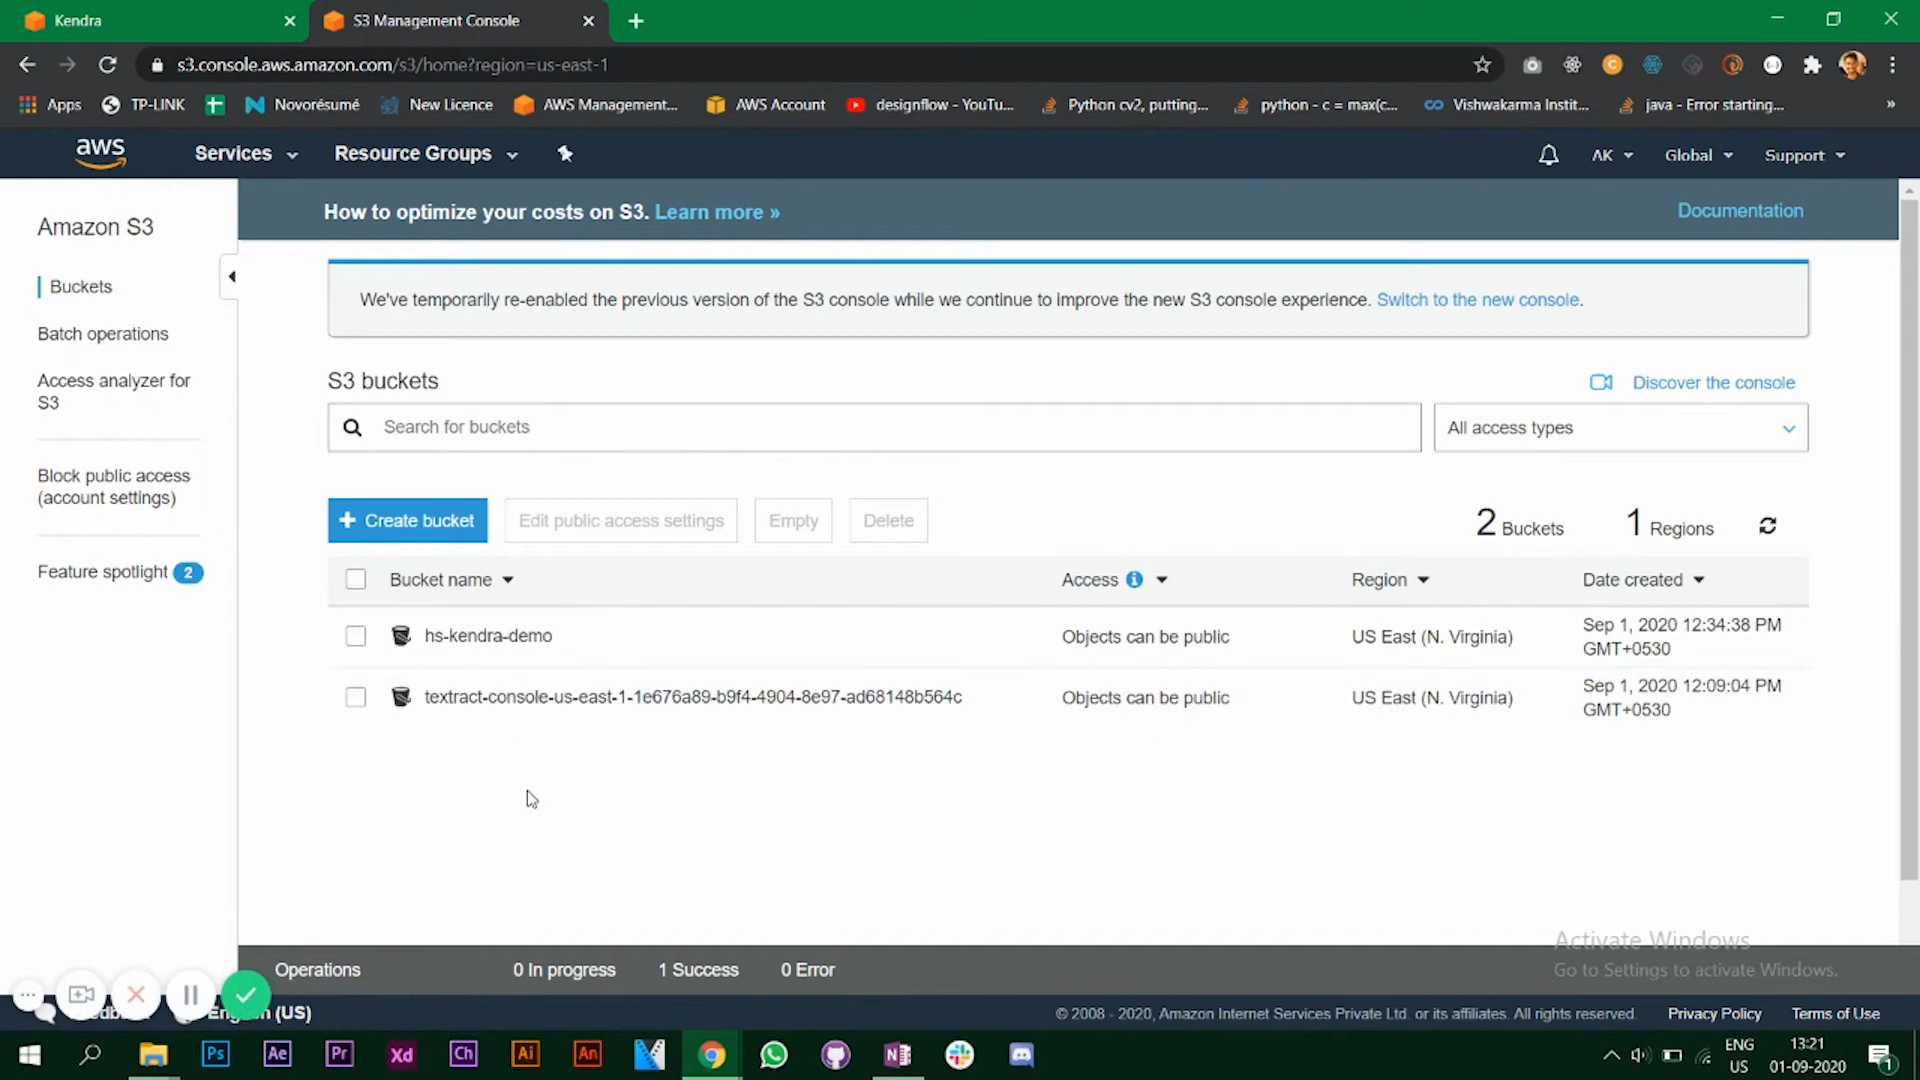 Kendra
S3 Management Console
s3.console.aws.amazon.com/s3/home?region=us-east-1
Apps
TP-LINK
Novorésumé
New Licence
AWS Management...
AWS Account
designflow - YouTu...
Python cv2, putting...
python - c = max(c...
Vishwakarma Instit...
java - Error starting...
»
aws
Services
Resource Groups
AK
Global
Support
Amazon S3
Buckets
Batch operations
Access analyzer for
S3
Block public access
(account settings)
Feature spotlight 2
How to optimize your costs on S3. Learn more »
Documentation
We've temporarily re-enabled the previous version of the S3 console while we continue to improve the new S3 console experience. Switch to the new console.
S3 buckets
Discover the console
Search for buckets
All access types
+ Create bucket
Edit public access settings
Empty
Delete
2 Buckets
1 Regions
Bucket name
Access
Region
Date created
hs-kendra-demo
Objects can be public
US East (N. Virginia)
Sep 1, 2020 12:34:38 PM
GMT+0530
textract-console-us-east-1-1e676a89-b9f4-4904-8e97-ad68148b564c
Objects can be public
US East (N. Virginia)
Sep 1, 2020 12:09:04 PM
GMT+0530
Activate Windows
Go to Settings to activate Windows.
Operations
0 In progress
1 Success
0 Error
(US)
© 2008 - 2020, Amazon Internet Services Private Ltd. or its affiliates. All rights reserved.
Privacy Policy
Terms of Use
Ps
Ae
Pr
Xd
Ch
Ai
An
N
ENG
US
13:21
01-09-2020
1